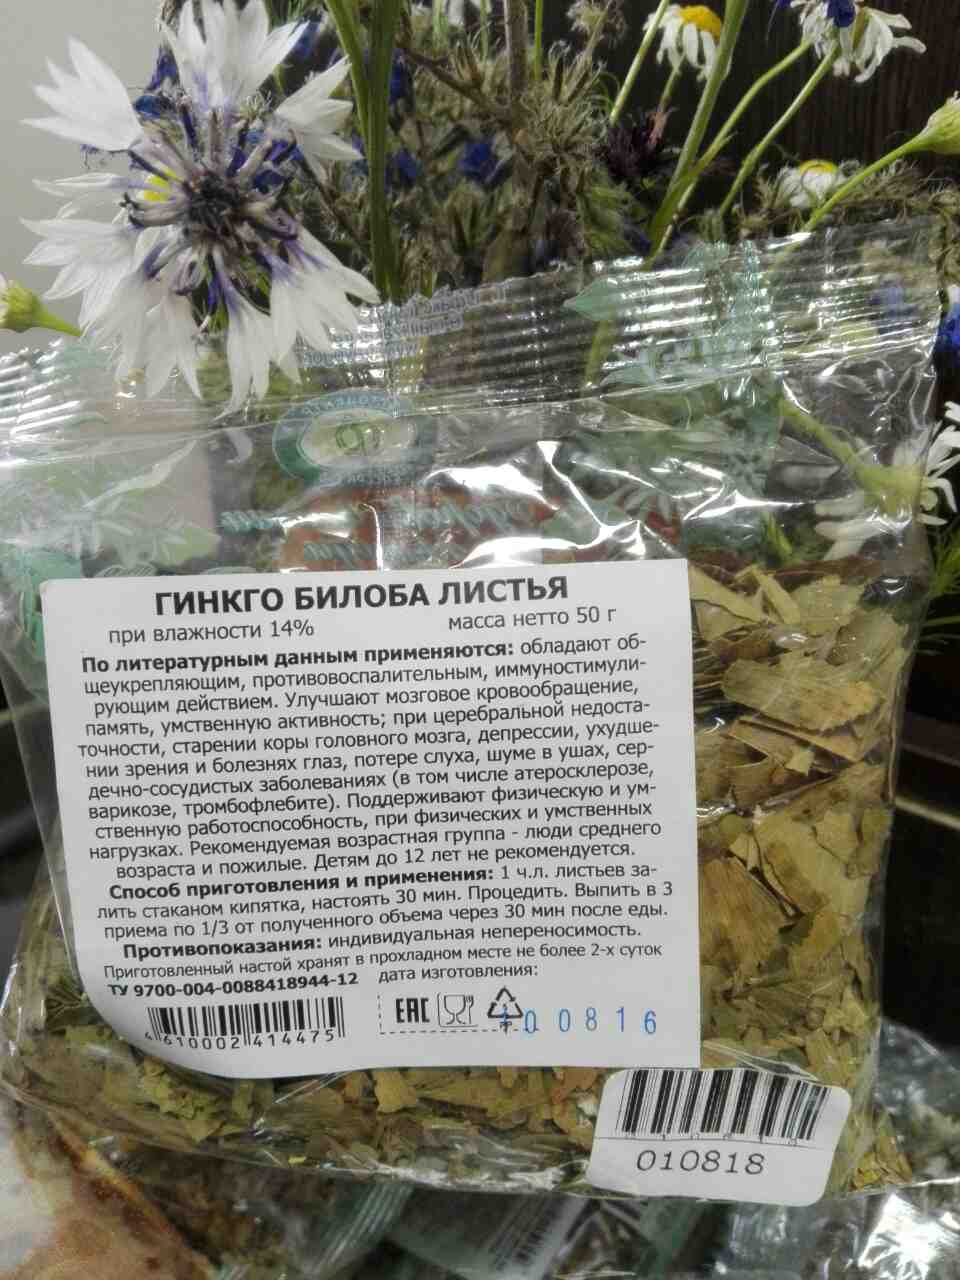 ГИНКГО БИЛОБА ЛИСТЬЯ
при влажности 14% масса нетто 50 г
По литературным данным применяются: обладают об-
щеукрепляющим, противовоспалительным, иммуностимули-
рующим действием. Улучшают мозговое кровообращение,
память, умственную активность; при церебральной недоста-
точности, старении коры головного мозга, депрессии, ухудше-
нии зрения и болезнях глаз, потере слуха, шуме в ушах, сер-
дечно-сосудистых заболеваниях (в том числе атеросклерозе,
варикозе, тромбофлебите). Поддерживают физическую и ум-
ственную работоспособность, при физических и умственных
нагрузках. Рекомендуемая возрастная группа - люди среднего
возраста и пожилые. Детям до 12 лет не рекомендуется.
Способ приготовления и применения: 1 ч.л. листьев за-
лить стаканом кипятка, настоять 30 мин. Процедить. Выпить в 3
приема по 1/3 от полученного объема через 30 мин после еды.
Противопоказания: индивидуальная непереносимость.
Приготовленный настой хранят в прохладном месте не более 2-х суток
ТУ 9700-004-0088418944-12 дата изготовления:
EAC 100816
4610002414475
010818